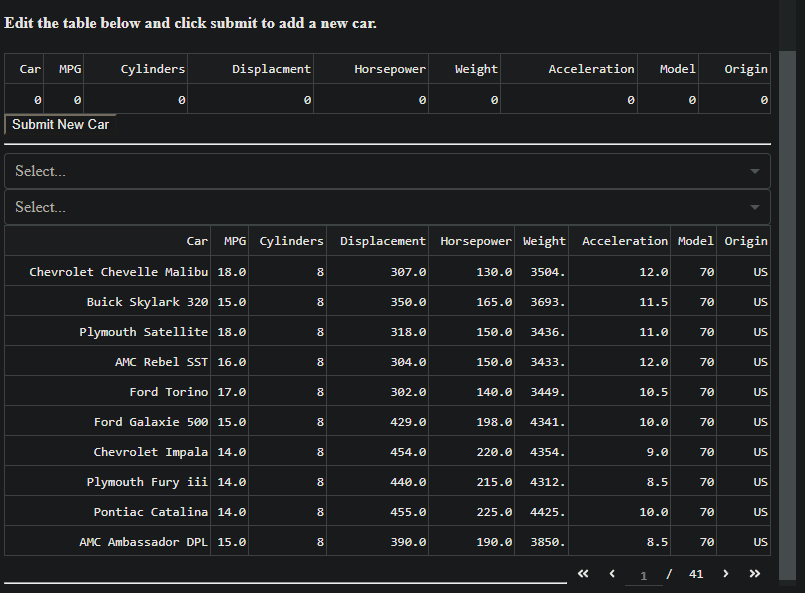 Edit the table below and click submit to add a new car.
Car MPG Cylinders Displacment Horsepower Weight Acceleration Model Origin
0 0 0 0 0 0 0 0 0
Submit New Car
Select...
Select...
Car MPG Cylinders Displacement Horsepower Weight Acceleration Model Origin
Chevrolet Chevelle Malibu 18.0 8 307.0 130.0 3504. 12.0 70 US
Buick Skylark 320 15.0 8 350.0 165.0 3693. 11.5 70 US
Plymouth Satellite 18.0 8 318.0 150.0 3436. 11.0 70 US
AMC Rebel SST 16.0 8 304.0 150.0 3433. 12.0 70 US
Ford Torino 17.0 8 302.0 140.0 3449. 10.5 70 US
Ford Galaxie 500 15.0 8 429.0 198.0 4341. 10.0 70 US
Chevrolet Impala 14.0 8 454.0 220.0 4354. 9.0 70 US
Plymouth Fury iii 14.0 8 440.0 215.0 4312. 8.5 70 US
Pontiac Catalina 14.0 8 455.0 225.0 4425. 10.0 70 US
AMC Ambassador DPL 15.0 8 390.0 190.0 3850. 8.5 70 US
« ‹ 1 / 41 › »